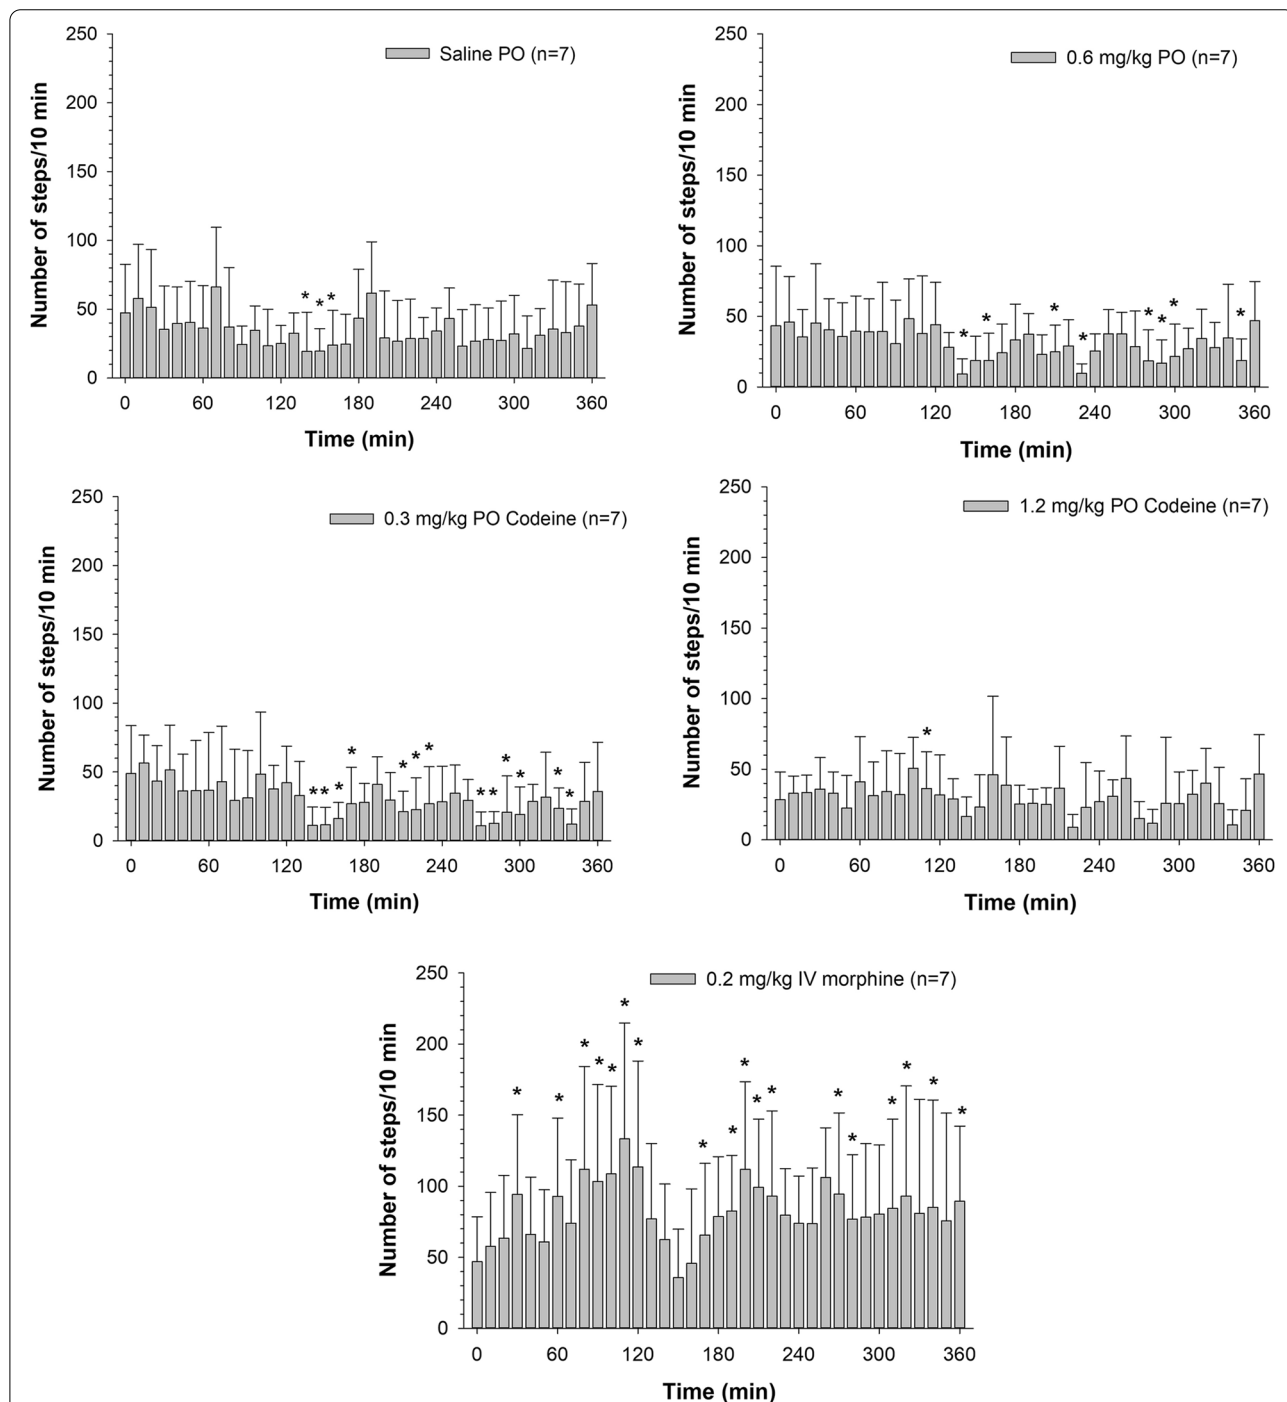 Saline PO (n=7)
Number of steps/10 min
250
200
150
100
50
0
* * *
0 60 120 180 240 300 360
Time (min)
0.6 mg/kg PO (n=7)
Number of steps/10 min
250
200
150
100
50
0
* * * * * * * *
0 60 120 180 240 300 360
Time (min)
0.3 mg/kg PO Codeine (n=7)
Number of steps/10 min
250
200
150
100
50
0
* * * * * * * * * * * * *
0 60 120 180 240 300 360
Time (min)
1.2 mg/kg PO Codeine (n=7)
Number of steps/10 min
250
200
150
100
50
0
*
0 60 120 180 240 300 360
Time (min)
0.2 mg/kg IV morphine (n=7)
Number of steps/10 min
250
200
150
100
50
0
* * * * * * * * * * * * * * * * * *
0 60 120 180 240 300 360
Time (min)